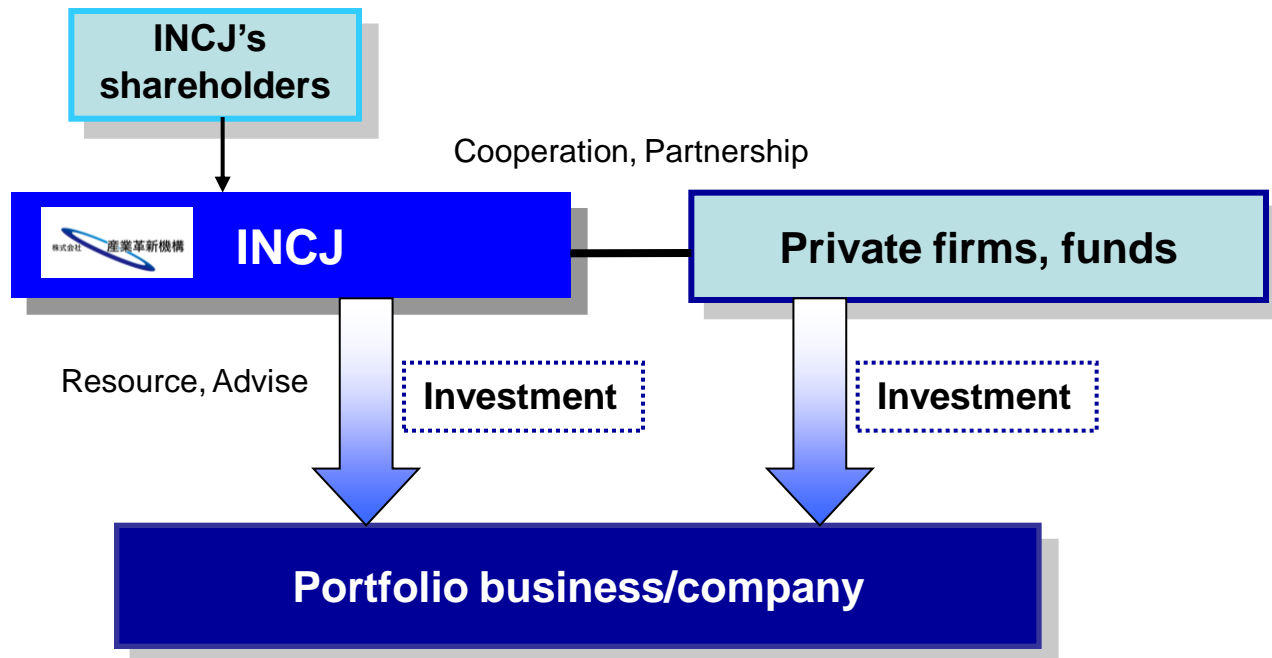 INCJ's
shareholders
Cooperation, Partnership
株式会社 産業革新機構
INCJ
Private firms, funds
Resource, Advise
Investment
Investment
Portfolio business/company